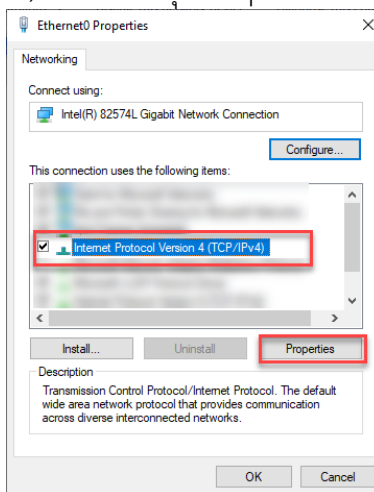 Ethernet0 Properties
Networking
Connect using:
Intel(R) 82574L Gigabit Network Connection
Configure...
This connection uses the following items:
Internet Protocol Version 4 (TCP/IPv4)
Install...
Uninstall
Properties
Description
Transmission Control Protocol/Internet Protocol. The default
wide area network protocol that provides communication
across diverse interconnected networks.
OK
Cancel